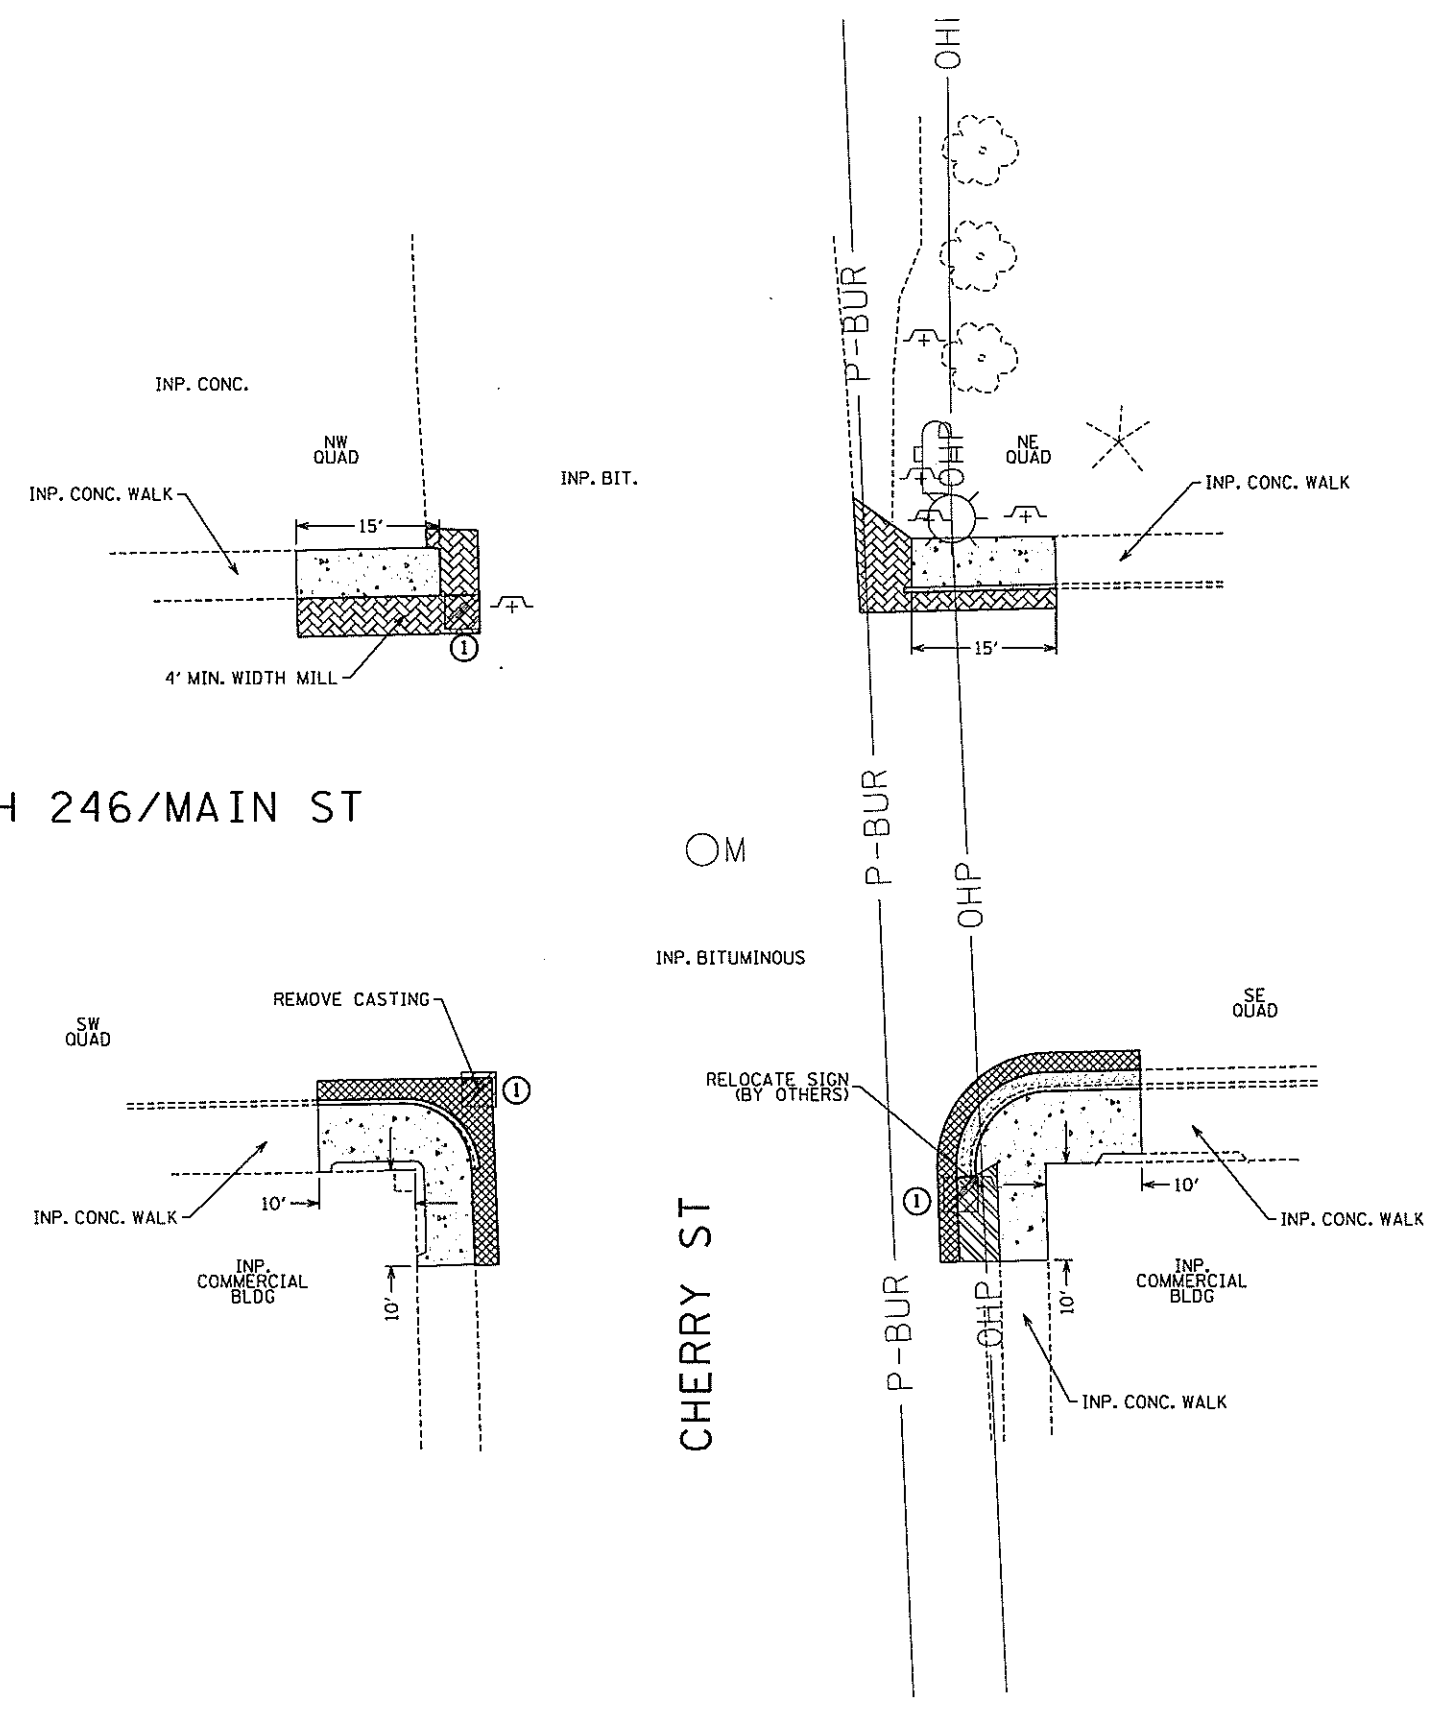 OH
P-BUR
INP. CONC.
NW
QUAD
INP. CONC. WALK
15'
INP. BIT.
1
4' MIN. WIDTH MILL
OH
NE
QUAD
INP. CONC. WALK
15'
H 246/MAIN ST
M
P-BUR
OHP
INP. BITUMINOUS
REMOVE CASTING
SW
QUAD
1
INP. CONC. WALK
10'
INP.
COMMERCIAL
BLDG
10'
CHERRY ST
SE
QUAD
RELOCATE SIGN
(BY OTHERS)
1
10'
INP. CONC. WALK
INP.
COMMERCIAL
BLDG
10'
P-BUR
OHP
INP. CONC. WALK